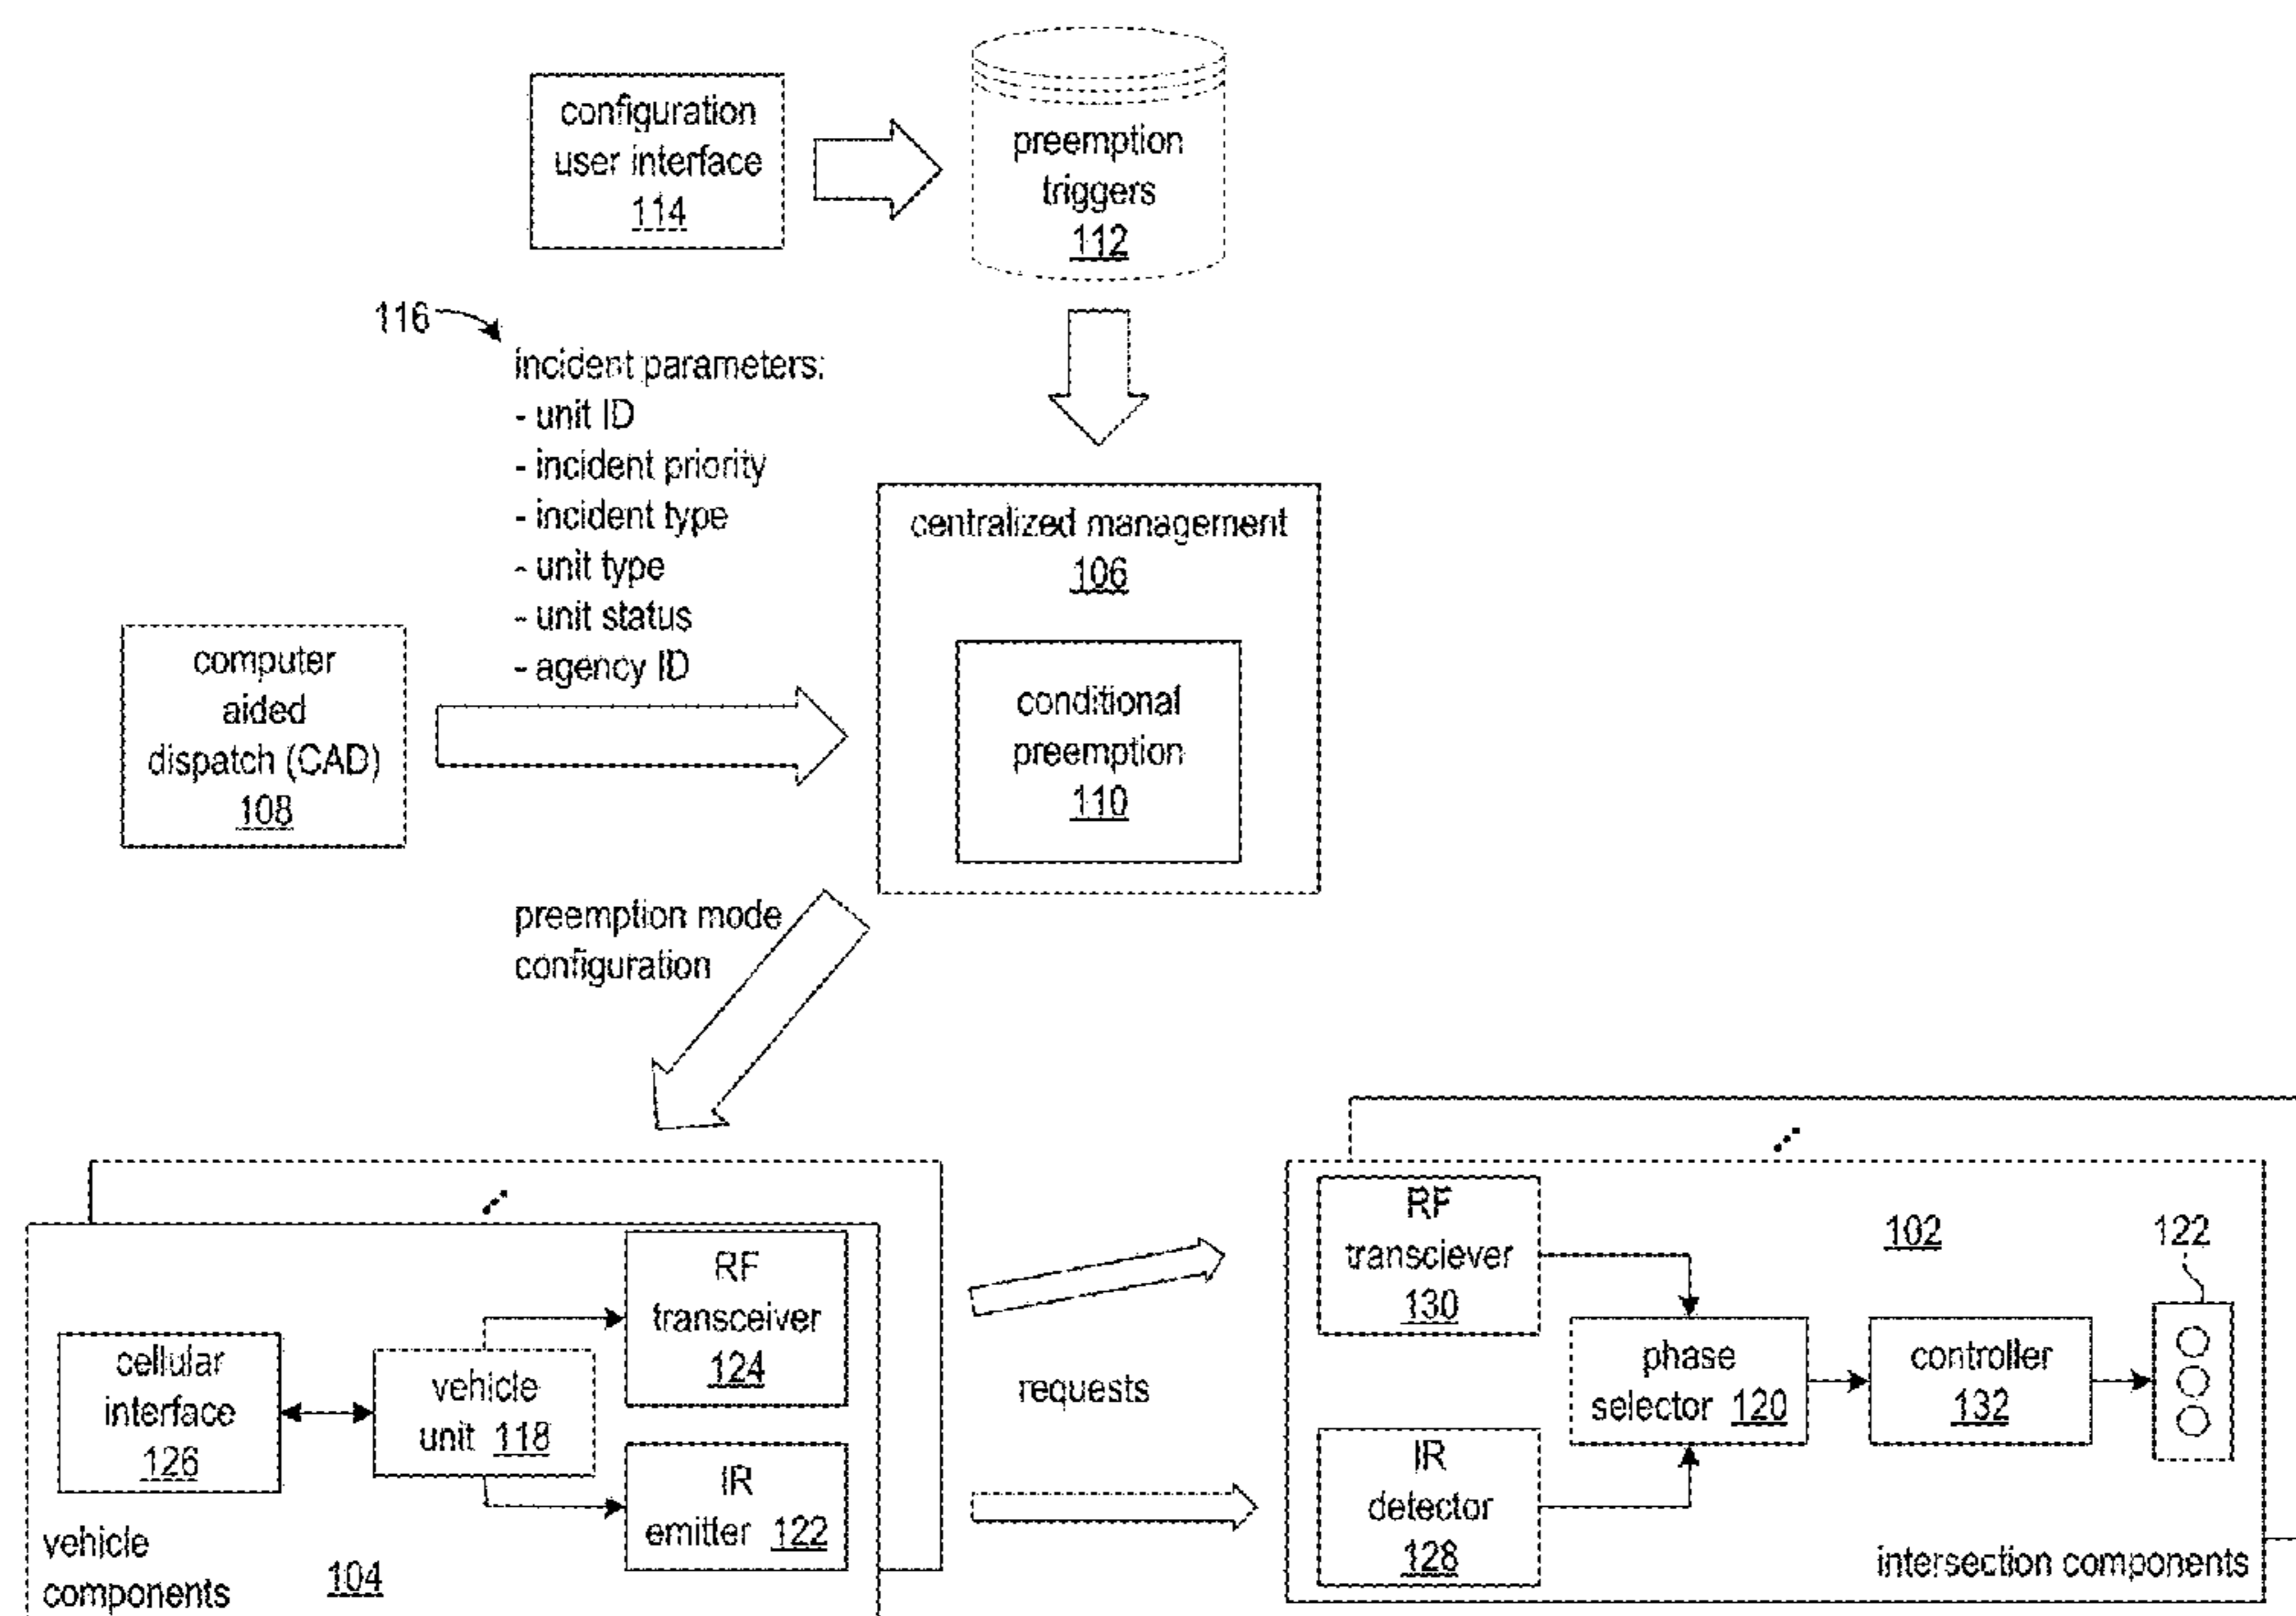 configuration
user interface
114
preemption
triggers
112
116
incident parameters:
- unit ID
- incident priority
- incident type
- unit type
- unit status
- agency ID
centralized management
106
computer
aided
dispatch (CAD)
108
conditional
preemption
110
preemption mode
configuration
RF
transceiver
124
cellular
interface
126
vehicle
unit 118
IR
emitter 122
vehicle
components 104
requests
RF
transciever
130
102
122
phase
selector 120
controller
132
IR
detector
128
intersection components